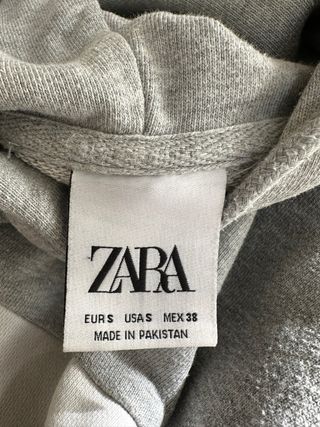 ZARA
EUR S USA S MEX 38
MADE IN PAKISTAN